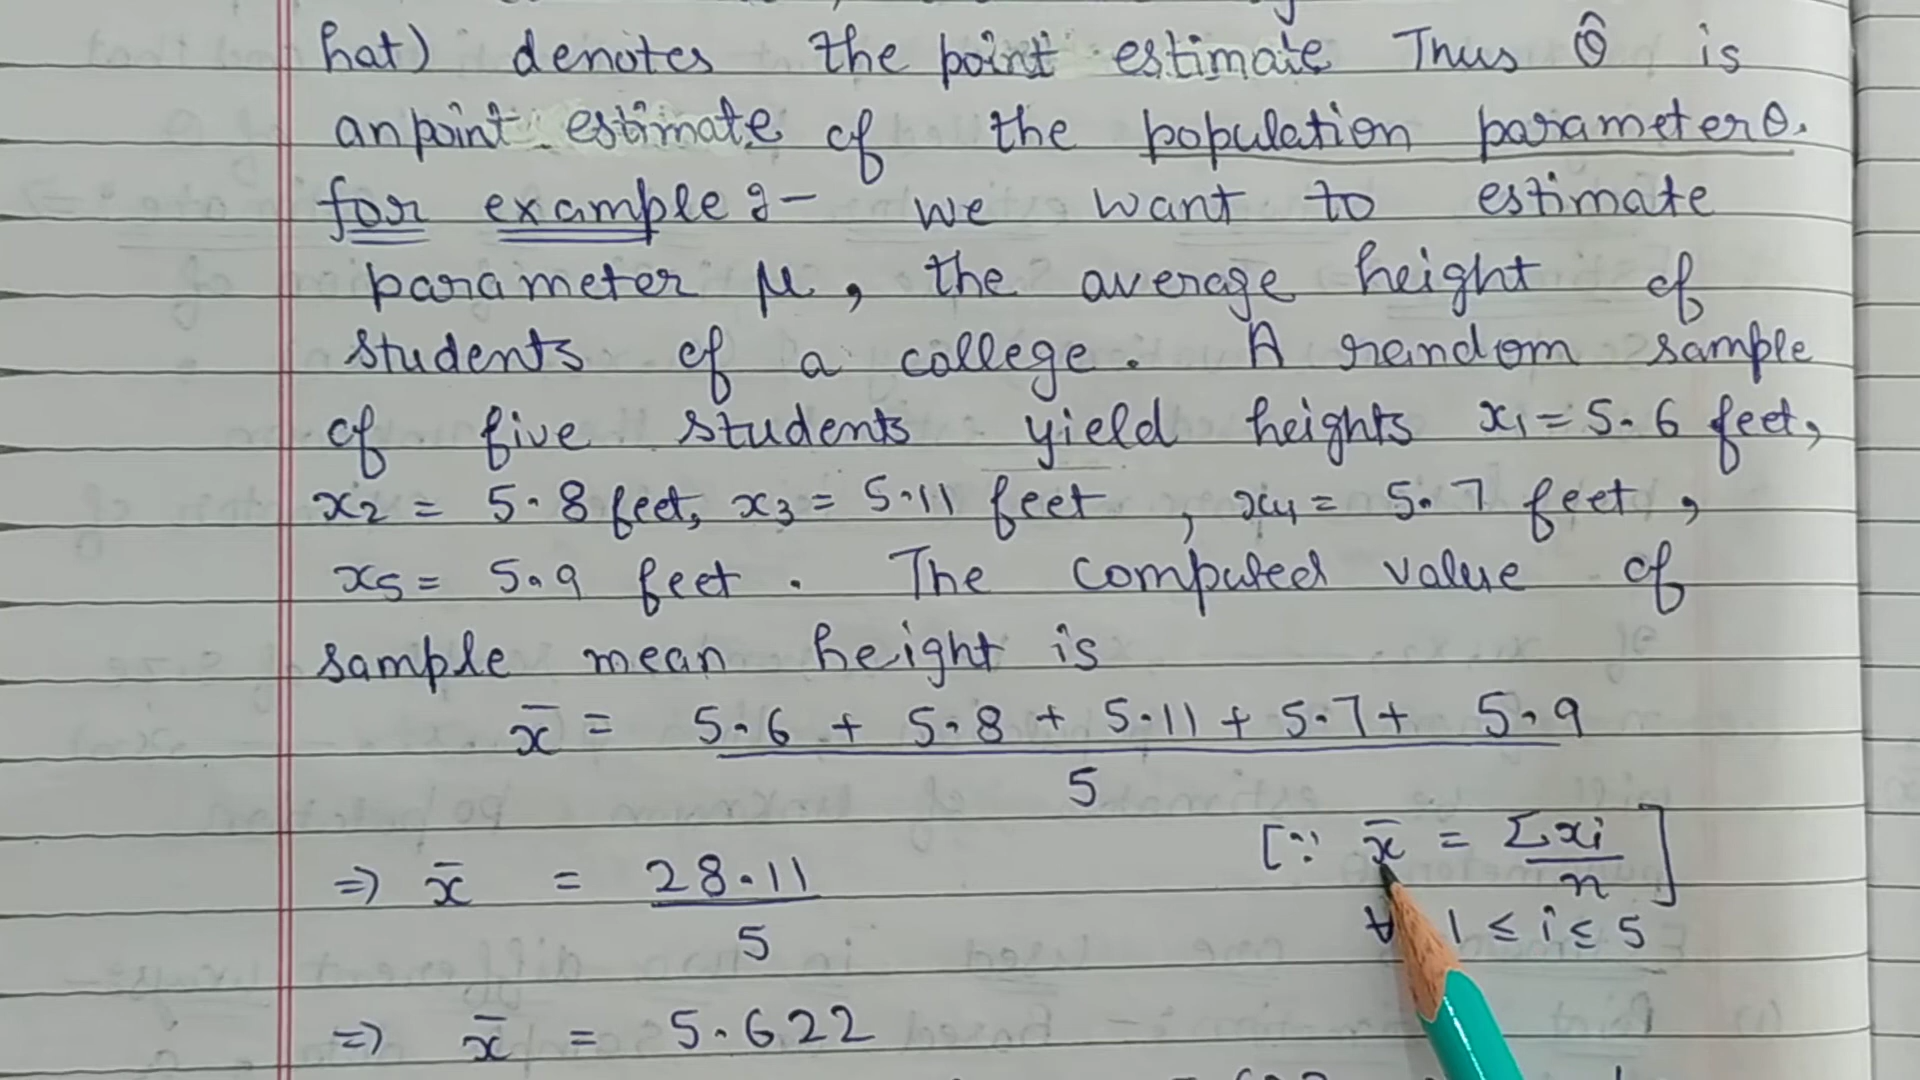 hat) denotes the point estimate Thus θ̂ is
an point estimate of the population parameter θ.
for example :- we want to estimate
parameter μ, the average height of
students of a college. A random sample
of five students yield heights x₁ = 5.6 feet,
x₂ = 5.8 feet, x₃ = 5.11 feet, x₄ = 5.7 feet,
x₅ = 5.9 feet. The computed value of
sample mean height is
x̄ = 5.6 + 5.8 + 5.11 + 5.7 + 5.9
5
[∵ x̄ = Σxi / n]
⇒ x̄ = 28.11 / 5
∀ 1 ≤ i ≤ 5
⇒ x̄ = 5.622